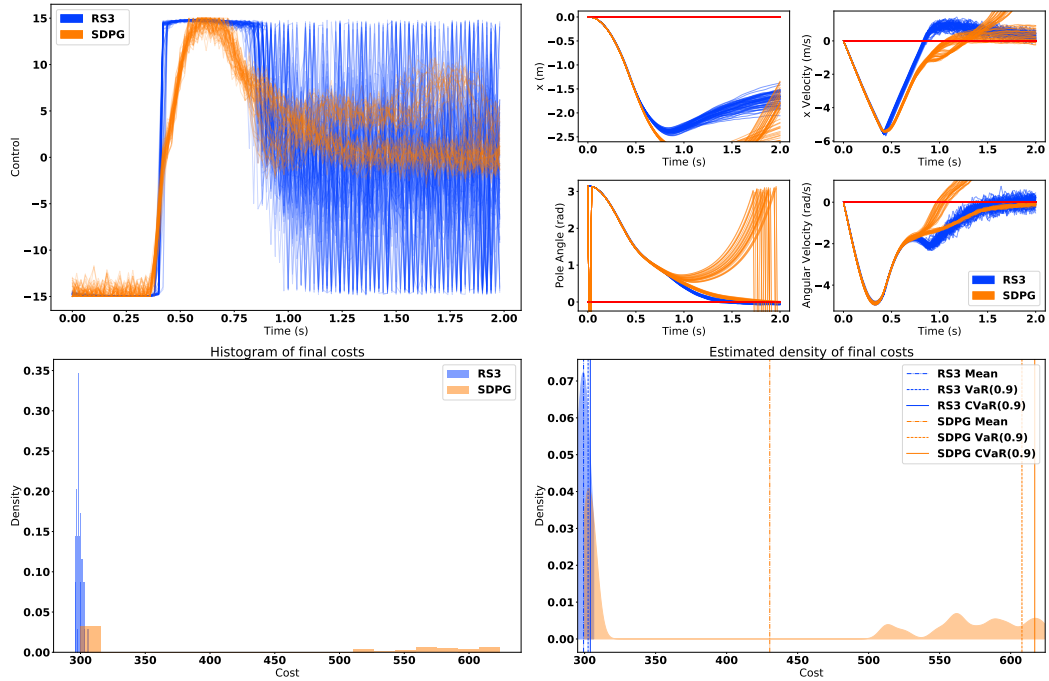 RS3
SDPG
Control
15
10
5
0
−5
−10
−15
0.00 0.25 0.50 0.75 1.00 1.25 1.50 1.75 2.00
Time (s)
x (m)
0.0
−0.5
−1.0
−1.5
−2.0
−2.5
0.0 0.5 1.0 1.5 2.0
Time (s)
x Velocity (m/s)
0
−2
−4
−6
0.0 0.5 1.0 1.5 2.0
Time (s)
Pole Angle (rad)
3
2
1
0
0.0 0.5 1.0 1.5 2.0
Time (s)
Angular Velocity (rad/s)
0
−2
−4
0.0 0.5 1.0 1.5 2.0
Time (s)
RS3
SDPG
Histogram of final costs
RS3
SDPG
Density
0.35
0.30
0.25
0.20
0.15
0.10
0.05
0.00
300 350 400 450 500 550 600
Cost
Estimated density of final costs
RS3 Mean
RS3 VaR(0.9)
RS3 CVaR(0.9)
SDPG Mean
SDPG VaR(0.9)
SDPG CVaR(0.9)
Density
0.07
0.06
0.05
0.04
0.03
0.02
0.01
0.00
300 350 400 450 500 550 600
Cost